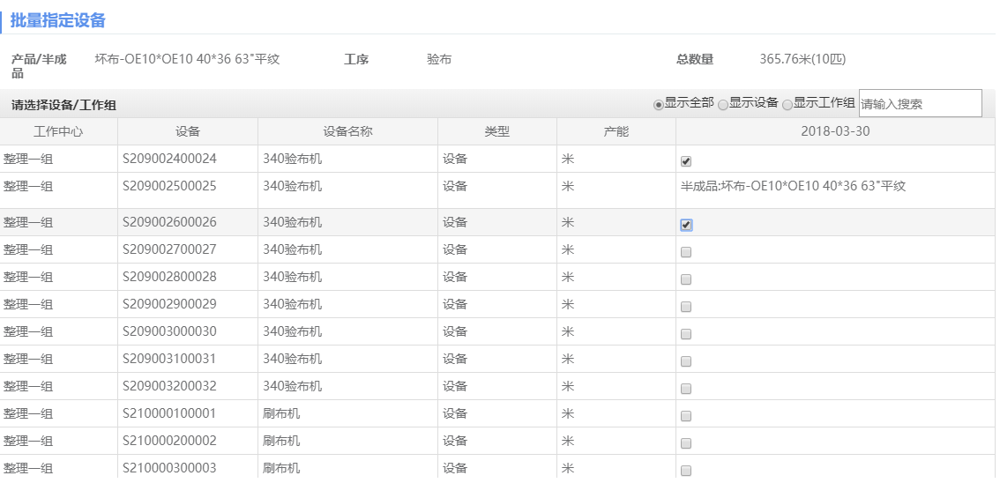 批量指定设备
产品/半成品 坏布-OE10*OE10 40*36 63"平纹 工序 验布 总数量 365.76米(10匹)
请选择设备/工作组 显示全部 显示设备 显示工作组 请输入搜索
工作中心 设备 设备名称 类型 产能 2018-03-30
整理一组 S209002400024 340验布机 设备 米
整理一组 S209002500025 340验布机 设备 米 半成品:坏布-OE10*OE10 40*36 63"平纹
整理一组 S209002600026 340验布机 设备 米
整理一组 S209002700027 340验布机 设备 米
整理一组 S209002800028 340验布机 设备 米
整理一组 S209002900029 340验布机 设备 米
整理一组 S209003000030 340验布机 设备 米
整理一组 S209003100031 340验布机 设备 米
整理一组 S209003200032 340验布机 设备 米
整理一组 S210000100001 刷布机 设备 米
整理一组 S210000200002 刷布机 设备 米
整理一组 S210000300003 刷布机 设备 米